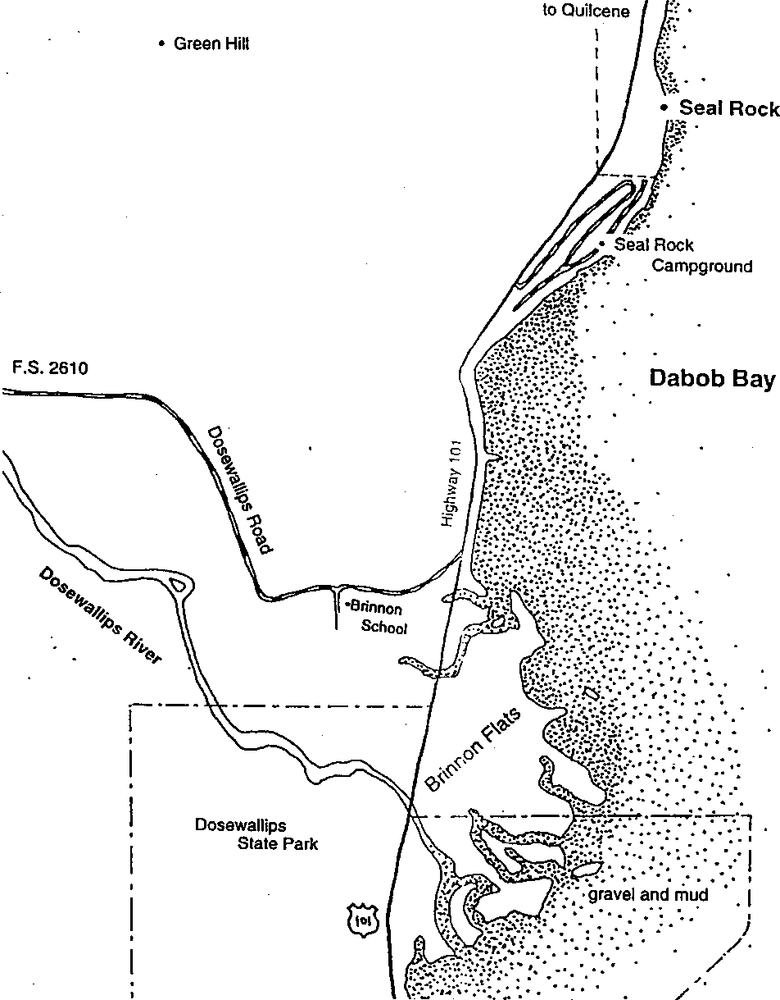 to Quilcene
• Green Hill
• Seal Rock
• Seal Rock
Campground
F.S. 2610
Dabob Bay
Dosewallips Road
Highway 101
Dosewallips River
•Brinnon
School
Brinnon Flats
Dosewallips
State Park
gravel and mud
101